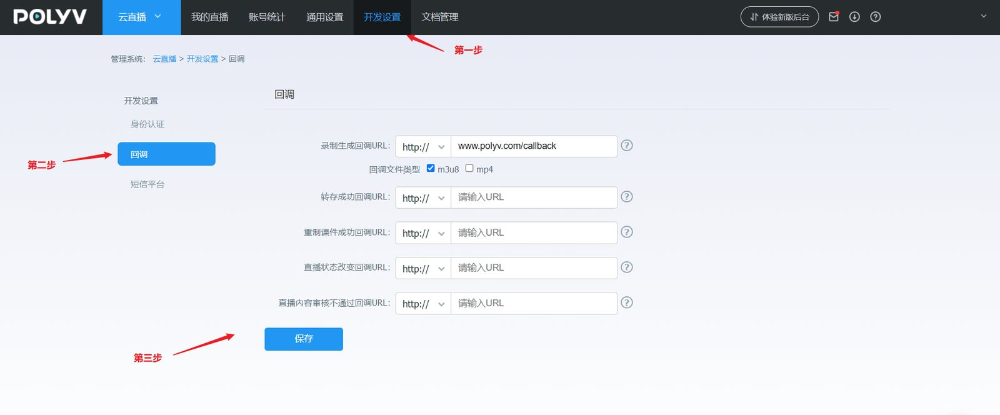 POLYV 云直播 我的直播 账号统计 通用设置 开发设置 文档管理 体验新版后台
第一步
管理系统: 云直播 > 开发设置 > 回调
回调
开发设置
身份认证
回调
第二步
短信平台
录制生成回调URL: http:// www.polyv.com/callback ?
回调文件类型 m3u8 mp4
转存成功回调URL: http:// 请输入URL ?
重制课件成功回调URL: http:// 请输入URL ?
直播状态改变回调URL: http:// 请输入URL ?
直播内容审核不通过回调URL: http:// 请输入URL ?
保存
第三步